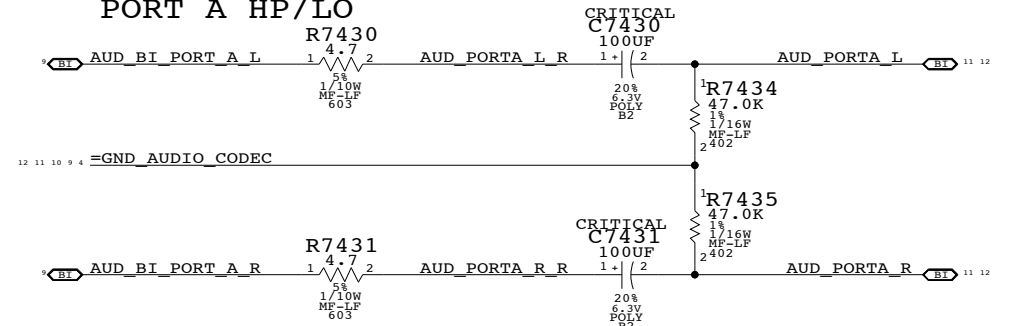 PORT A HP/LO
CRITICAL
C7430
100UF
R7430
4.7
9 BI AUD_BI_PORT_A_L 1 2 AUD_PORTA_L_R 1 + 2 AUD_PORTA_L BI 11 12
5%
1/10W
MF-LF
603
20%
6.3V
POLY
B2
1 R7434
47.0K
1%
1/16W
MF-LF
2 402
12 11 10 9 4 =GND_AUDIO_CODEC
1 R7435
47.0K
1%
1/16W
MF-LF
2 402
CRITICAL
C7431
100UF
R7431
4.7
9 BI AUD_BI_PORT_A_R 1 2 AUD_PORTA_R_R 1 + 2 AUD_PORTA_R BI 11 12
5%
1/10W
MF-LF
603
20%
6.3V
POLY
B2